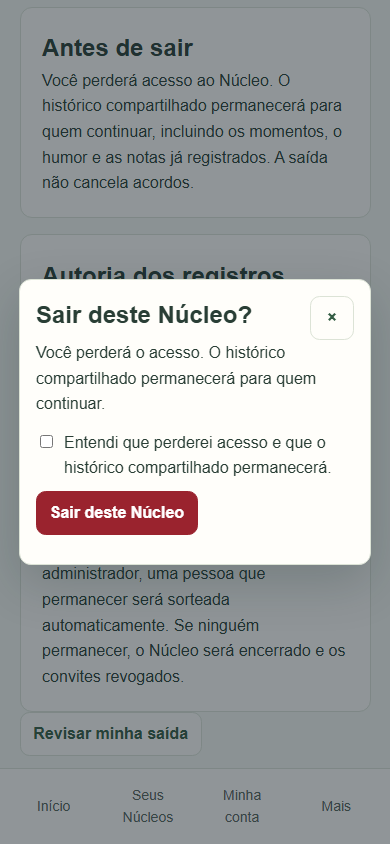 Antes de sair
Você perderá acesso ao Núcleo. O
histórico compartilhado permanecerá para
quem continuar, incluindo os momentos, o
humor e as notas já registrados. A saída
não cancela acordos.
Autoria dos registros
Sair deste Núcleo?
×
Você perderá o acesso. O histórico
compartilhado permanecerá para quem
continuar.
Entendi que perderei acesso e que o
histórico compartilhado permanecerá.
Sair deste Núcleo
administrador, uma pessoa que
permanecer será sorteada
automaticamente. Se ninguém
permanecer, o Núcleo será encerrado e os
convites revogados.
Revisar minha saída
Início
Seus
Núcleos
Minha
conta
Mais